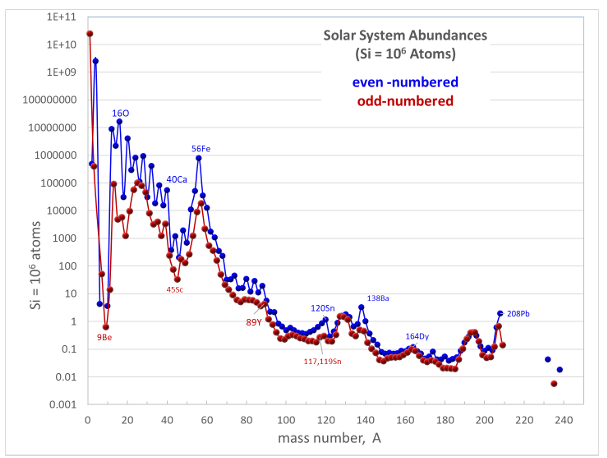 Solar System Abundances
(Si = 10⁶ Atoms)
even -numbered
odd-numbered
1E+11
1E+10
1E+09
100000000
10000000
1000000
100000
10000
1000
100
10
1
0.1
0.01
0.001
Si = 10⁶ atoms
16O
56Fe
40Ca
45Sc
9Be
89Y
120Sn
138Ba
117,119Sn
164Dy
208Pb
0 20 40 60 80 100 120 140 160 180 200 220 240
mass number, A